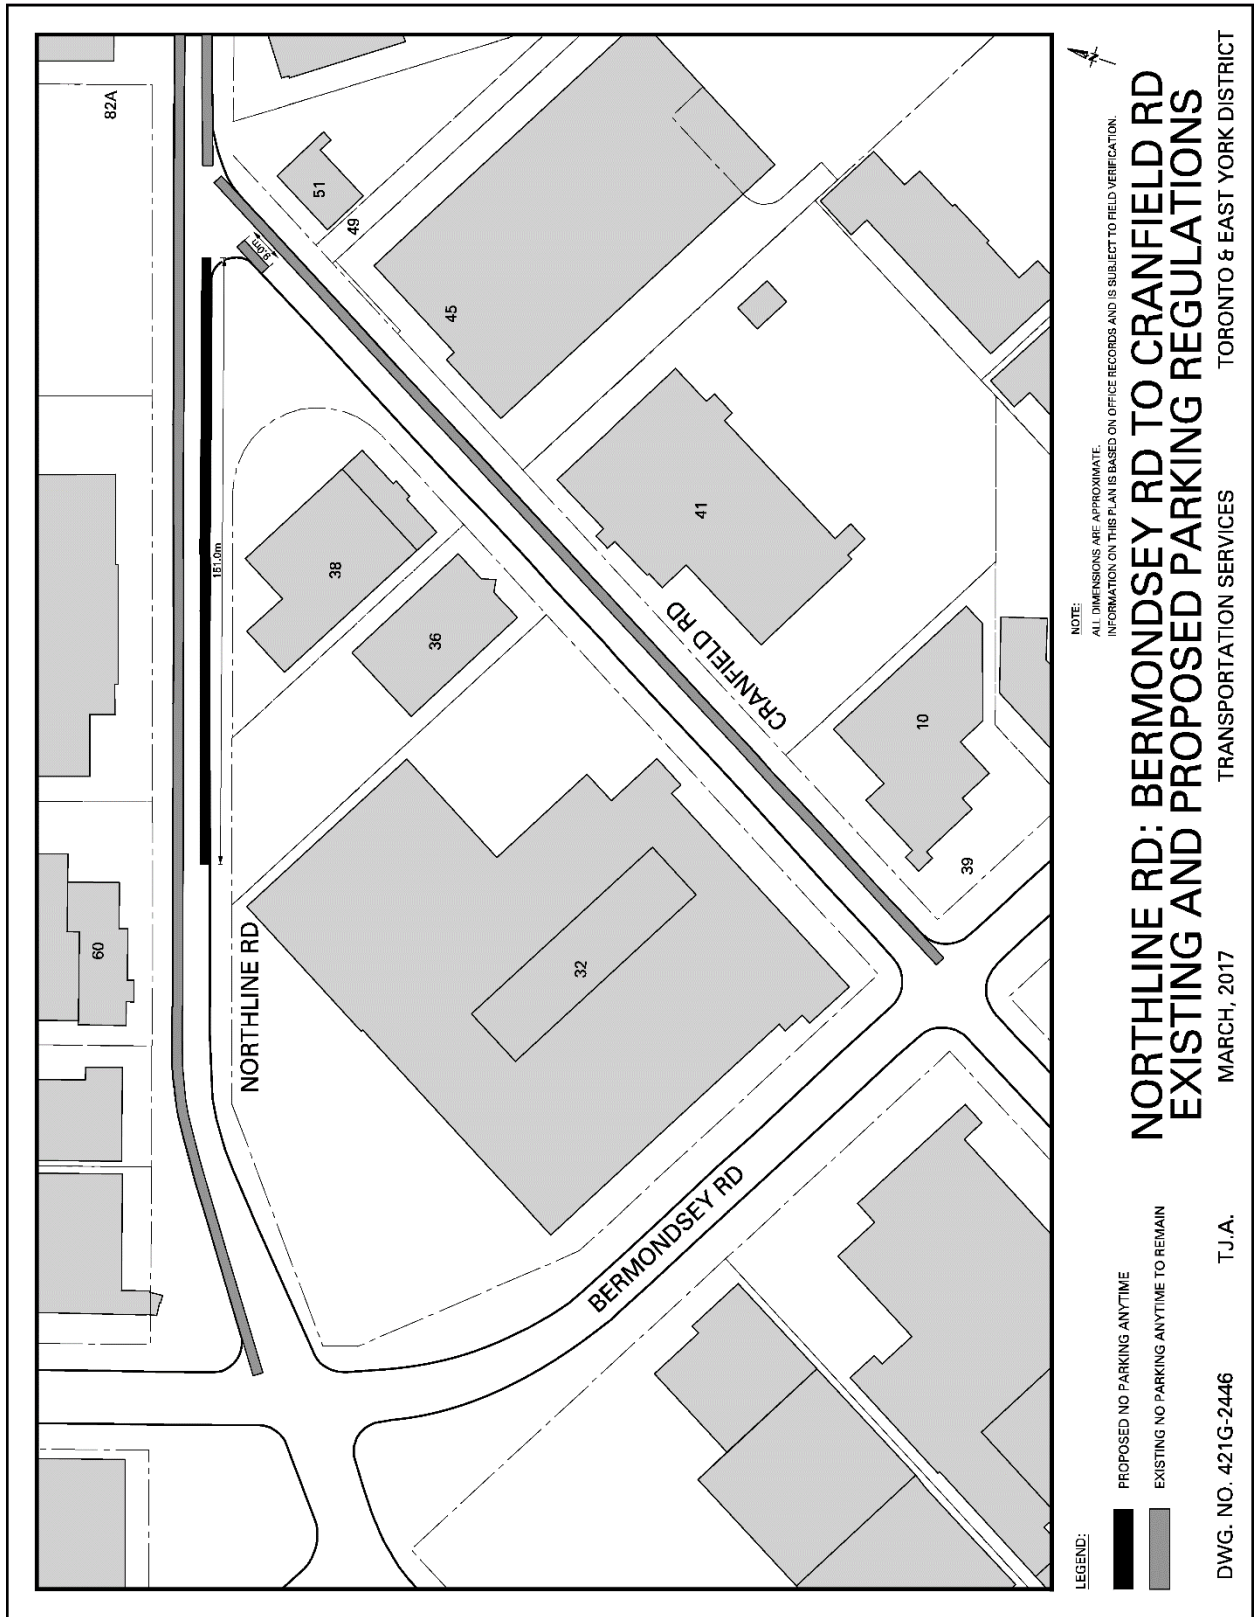 82A
51
49
9.0m
45
151.0m
38
36
41
CRANFIELD RD
10
39
60
NORTHLINE RD
32
BERMONDSEY RD
NOTE:
ALL DIMENSIONS ARE APPROXIMATE.
INFORMATION ON THIS PLAN IS BASED ON OFFICE RECORDS AND IS SUBJECT TO FIELD VERIFICATION.
LEGEND:
PROPOSED NO PARKING ANYTIME
EXISTING NO PARKING ANYTIME TO REMAIN
NORTHLINE RD: BERMONDSEY RD TO CRANFIELD RD
EXISTING AND PROPOSED PARKING REGULATIONS
DWG. NO. 421G-2446 T.J.A. MARCH, 2017 TRANSPORTATION SERVICES TORONTO & EAST YORK DISTRICT